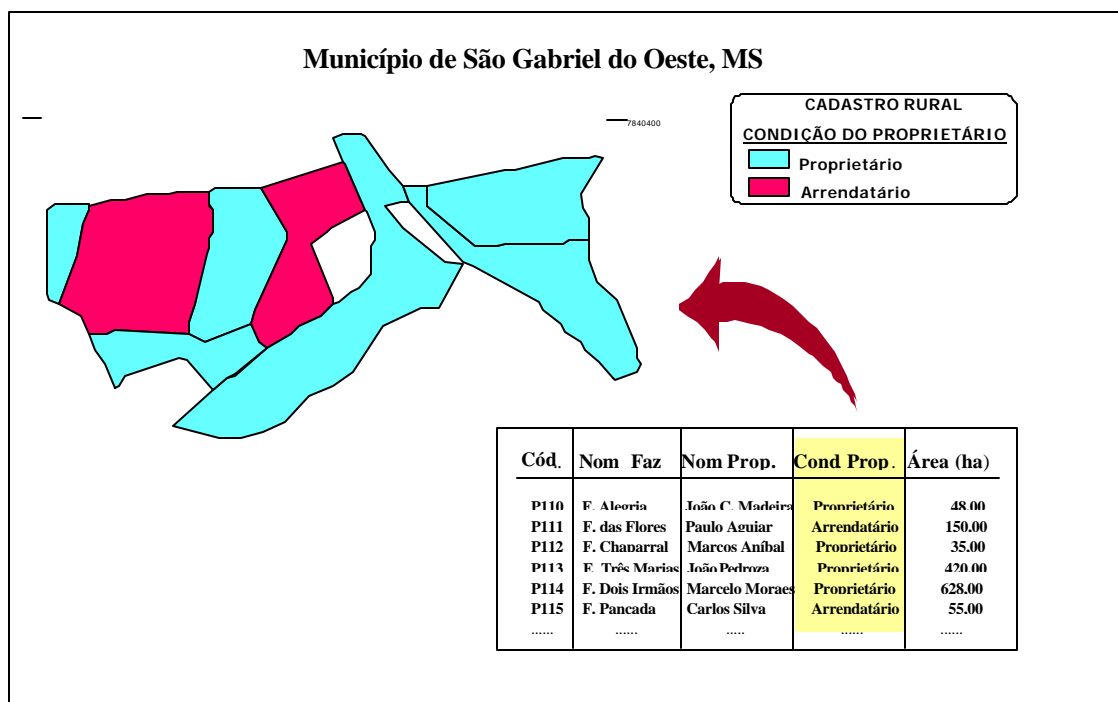 Município de São Gabriel do Oeste, MS
7840400
CADASTRO RURAL
CONDIÇÃO DO PROPRIETÁRIO
Proprietário
Arrendatário
Cód. Nom Faz Nom Prop. Cond Prop. Área (ha)
P110 F. Alegria João C. Madeira Proprietário 48.00
P111 F. das Flores Paulo Aguiar Arrendatário 150.00
P112 F. Chaparral Marcos Aníbal Proprietário 35.00
P113 F. Três Marias João Pedroza Proprietário 420.00
P114 F. Dois Irmãos Marcelo Moraes Proprietário 628.00
P115 F. Pancada Carlos Silva Arrendatário 55.00
...... ...... ..... ...... ......